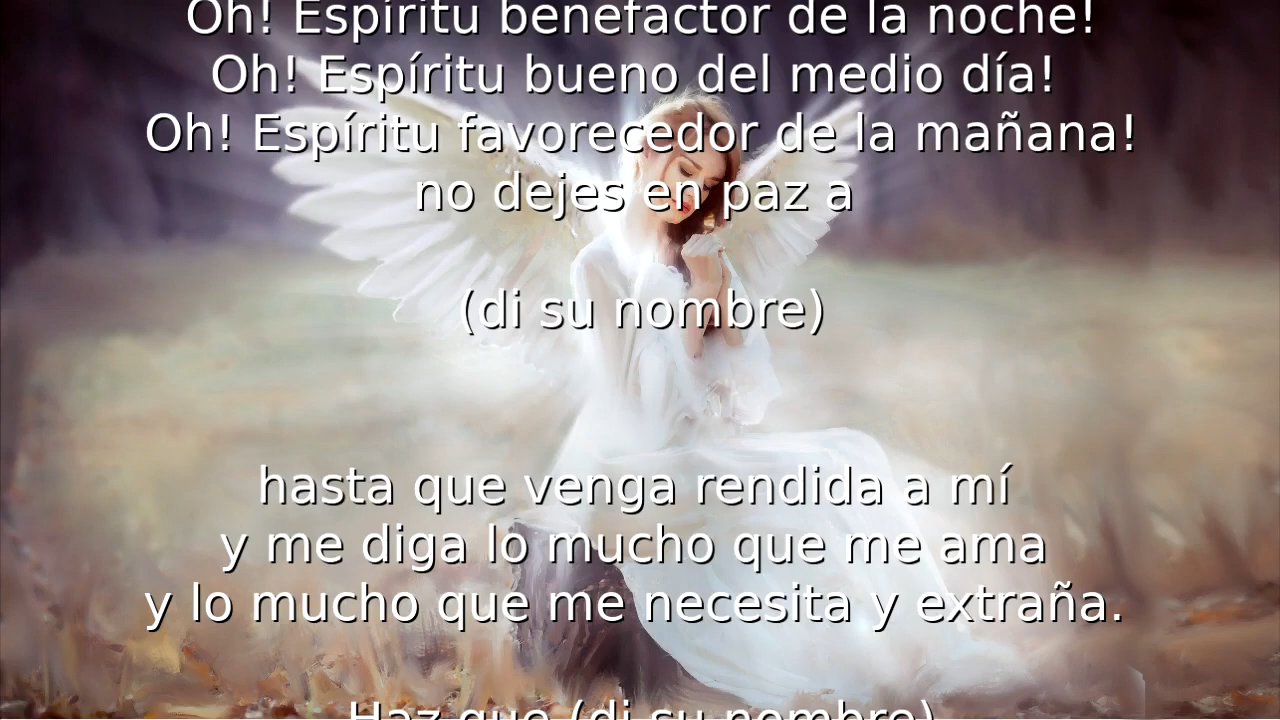 Oh! Espíritu benefactor de la noche!
Oh! Espíritu bueno del medio día!
Oh! Espíritu favorecedor de la mañana!
no dejes en paz a
(di su nombre)
hasta que venga rendida a mí
y me diga lo mucho que me ama
y lo mucho que me necesita y extraña.
Haz que (di su nombre)